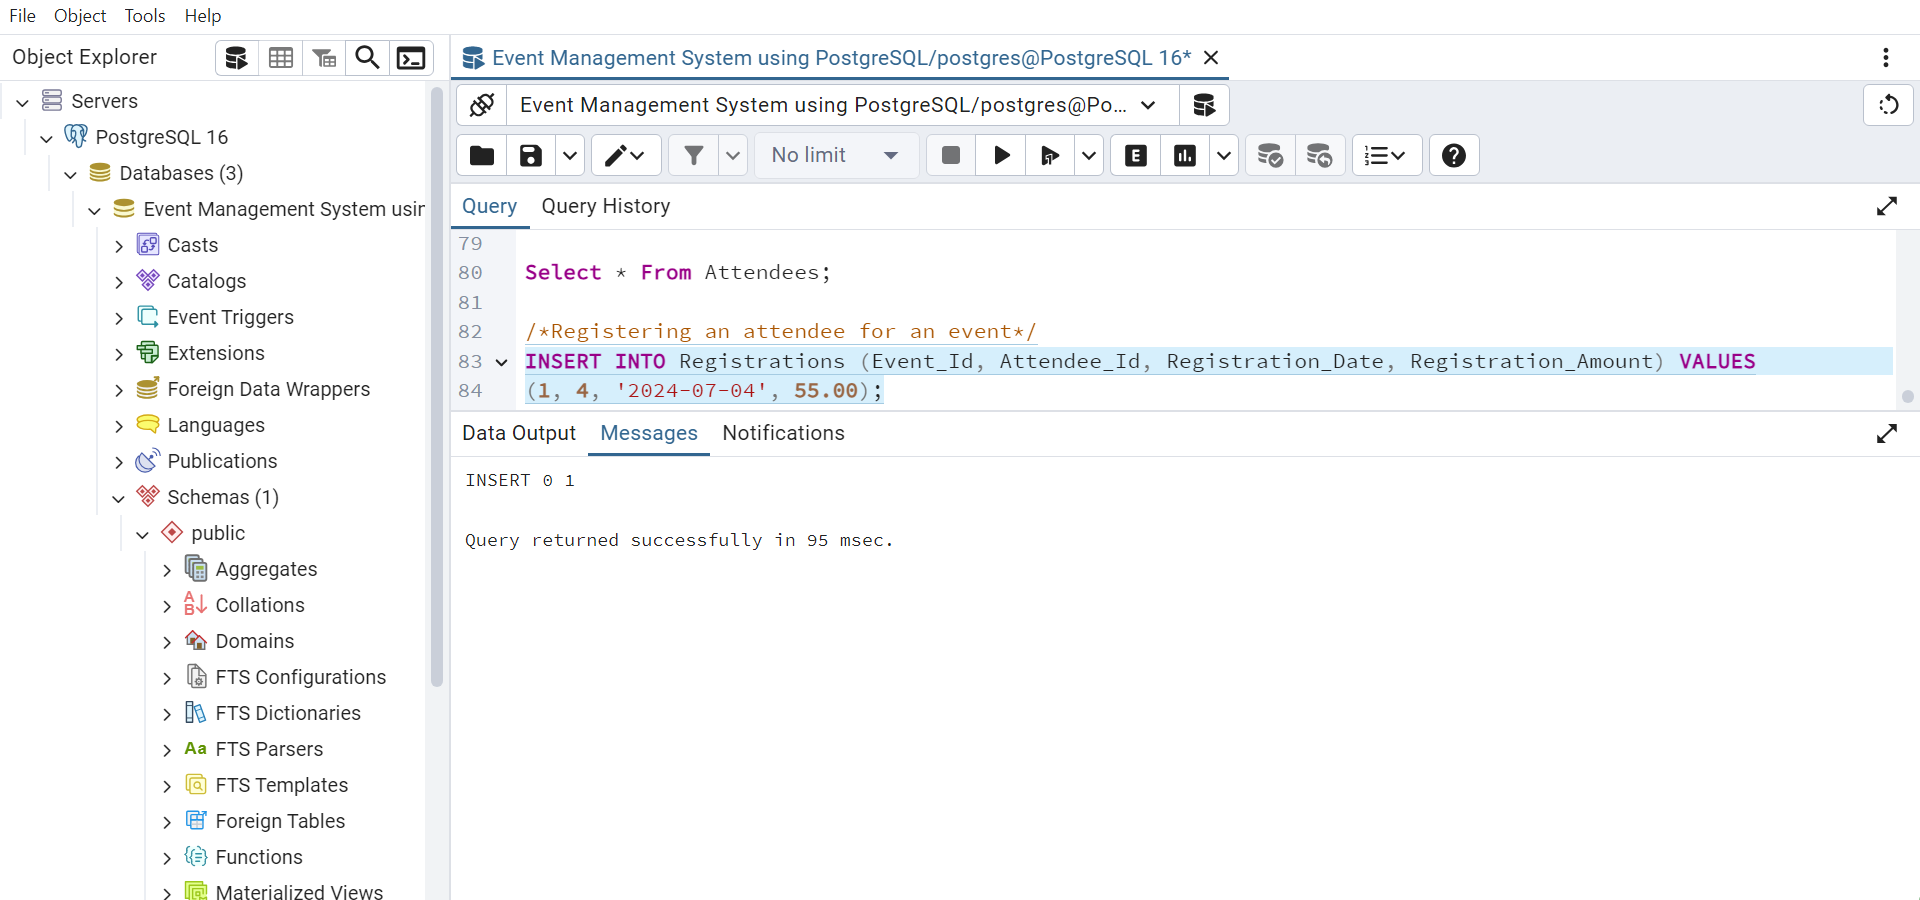 File Object Tools Help
Object Explorer
Servers
PostgreSQL 16
Databases (3)
Event Management System usin
Casts
Catalogs
Event Triggers
Extensions
Foreign Data Wrappers
Languages
Publications
Schemas (1)
public
Aggregates
Collations
Domains
FTS Configurations
FTS Dictionaries
Aa FTS Parsers
FTS Templates
Foreign Tables
Functions
Materialized Views
Event Management System using PostgreSQL/postgres@PostgreSQL 16*
Event Management System using PostgreSQL/postgres@Po...
No limit
E
Query Query History
79
80 Select * From Attendees;
81
82 /*Registering an attendee for an event*/
83 INSERT INTO Registrations (Event_Id, Attendee_Id, Registration_Date, Registration_Amount) VALUES
84 (1, 4, '2024-07-04', 55.00);
Data Output Messages Notifications
INSERT 0 1
Query returned successfully in 95 msec.